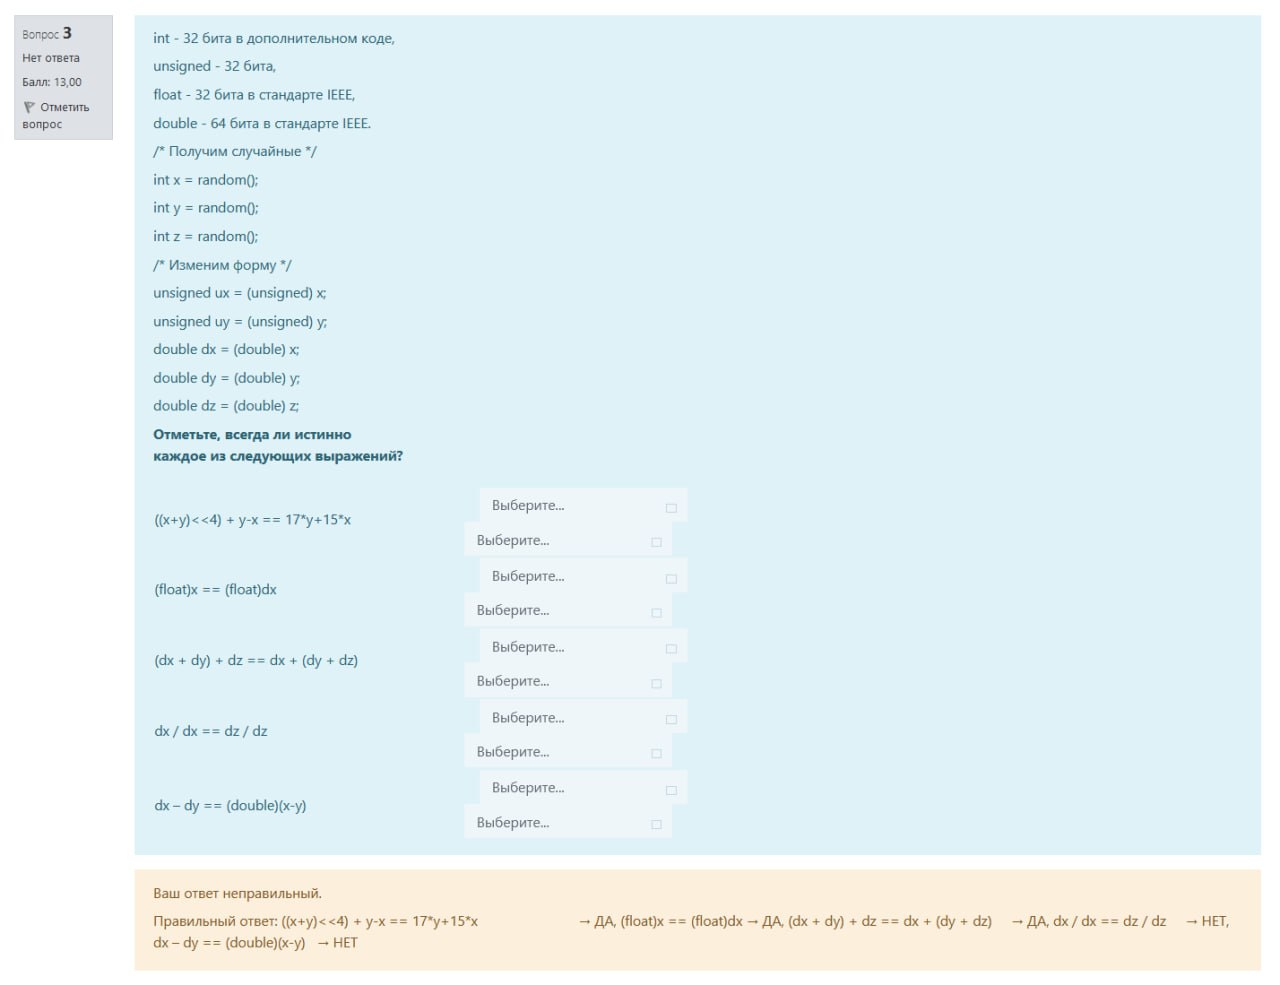 Вопрос 3
Нет ответа
Балл: 13,00
Отметить
вопрос
int - 32 бита в дополнительном коде,
unsigned - 32 бита,
float - 32 бита в стандарте IEEE,
double - 64 бита в стандарте IEEE.
/* Получим случайные */
int x = random();
int y = random();
int z = random();
/* Изменим форму */
unsigned ux = (unsigned) x;
unsigned uy = (unsigned) y;
double dx = (double) x;
double dy = (double) y;
double dz = (double) z;
Отметьте, всегда ли истинно
каждое из следующих выражений?
((x+y)<<4) + y-x == 17*y+15*x
Выберите...
Выберите...
(float)x == (float)dx
Выберите...
Выберите...
(dx + dy) + dz == dx + (dy + dz)
Выберите...
Выберите...
dx / dx == dz / dz
Выберите...
Выберите...
dx – dy == (double)(x-y)
Выберите...
Выберите...
Ваш ответ неправильный.
Правильный ответ: ((x+y)<<4) + y-x == 17*y+15*x → ДА, (float)x == (float)dx → ДА, (dx + dy) + dz == dx + (dy + dz) → ДА, dx / dx == dz / dz → НЕТ,
dx – dy == (double)(x-y) → НЕТ